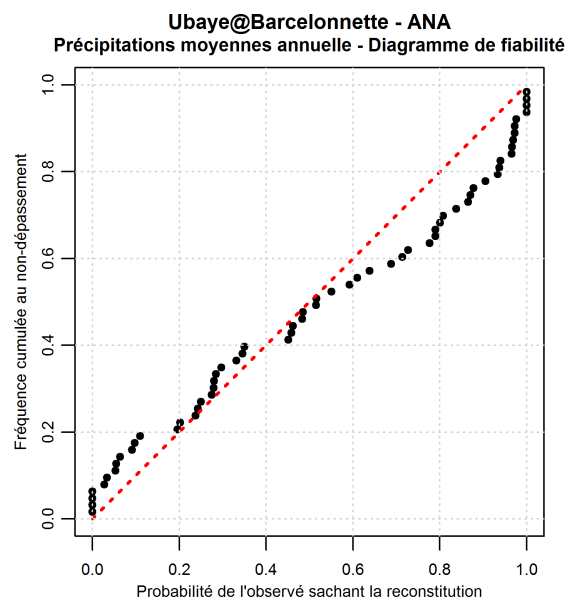 Ubaye@Barcelonnette - ANA
Précipitations moyennes annuelle - Diagramme de fiabilité
Fréquence cumulée au non-dépassement
1.0
0.8
0.6
0.4
0.2
0.0
0.0 0.2 0.4 0.6 0.8 1.0
Probabilité de l'observé sachant la reconstitution